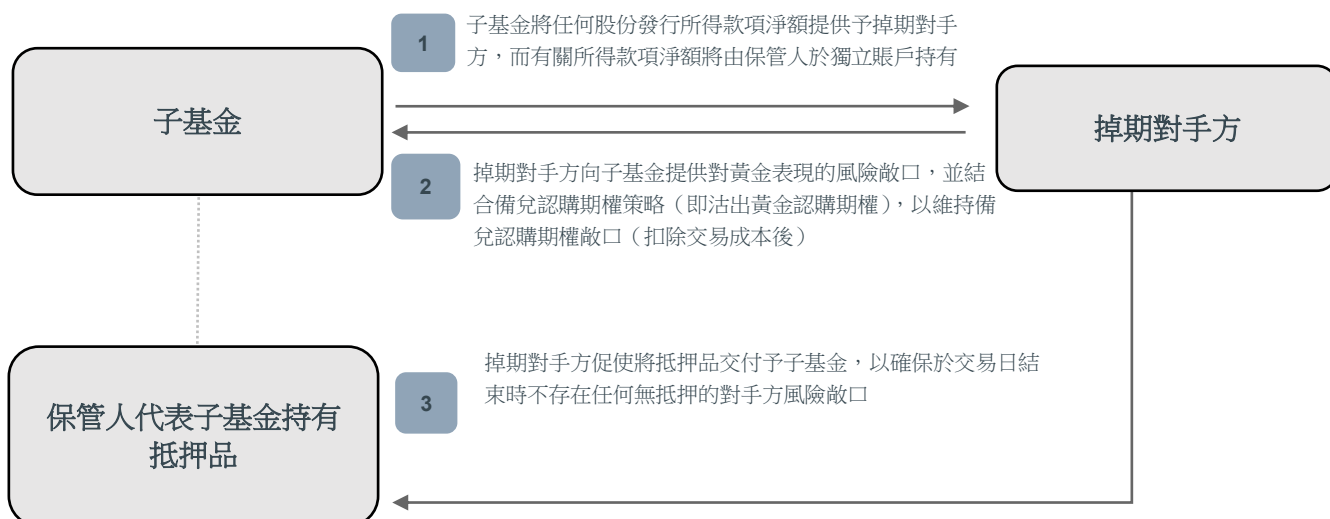 1
子基金將任何股份發行所得款項淨額提供予掉期對手
方，而有關所得款項淨額將由保管人於獨立賬戶持有
子基金
掉期對手方
2
掉期對手方向子基金提供對黃金表現的風險敞口，並結
合備兌認購期權策略（即沽出黃金認購期權），以維持備
兌認購期權敞口（扣除交易成本後）
3
掉期對手方促使將抵押品交付予子基金，以確保於交易日結
束時不存在任何無抵押的對手方風險敞口
保管人代表子基金持有
抵押品